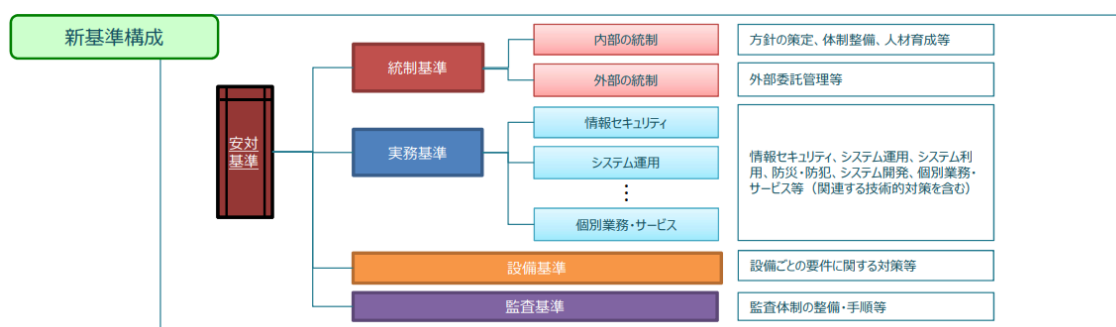 新基準構成
安対
基準
統制基準
内部の統制
方針の策定、体制整備、人材育成等
外部の統制
外部委託管理等
実務基準
情報セキュリティ
システム運用
⋮
個別業務・サービス
情報セキュリティ、システム運用、システム利
用、防災・防犯、システム開発、個別業務・
サービス等（関連する技術的対策を含む）
設備基準
設備ごとの要件に関する対策等
監査基準
監査体制の整備・手順等